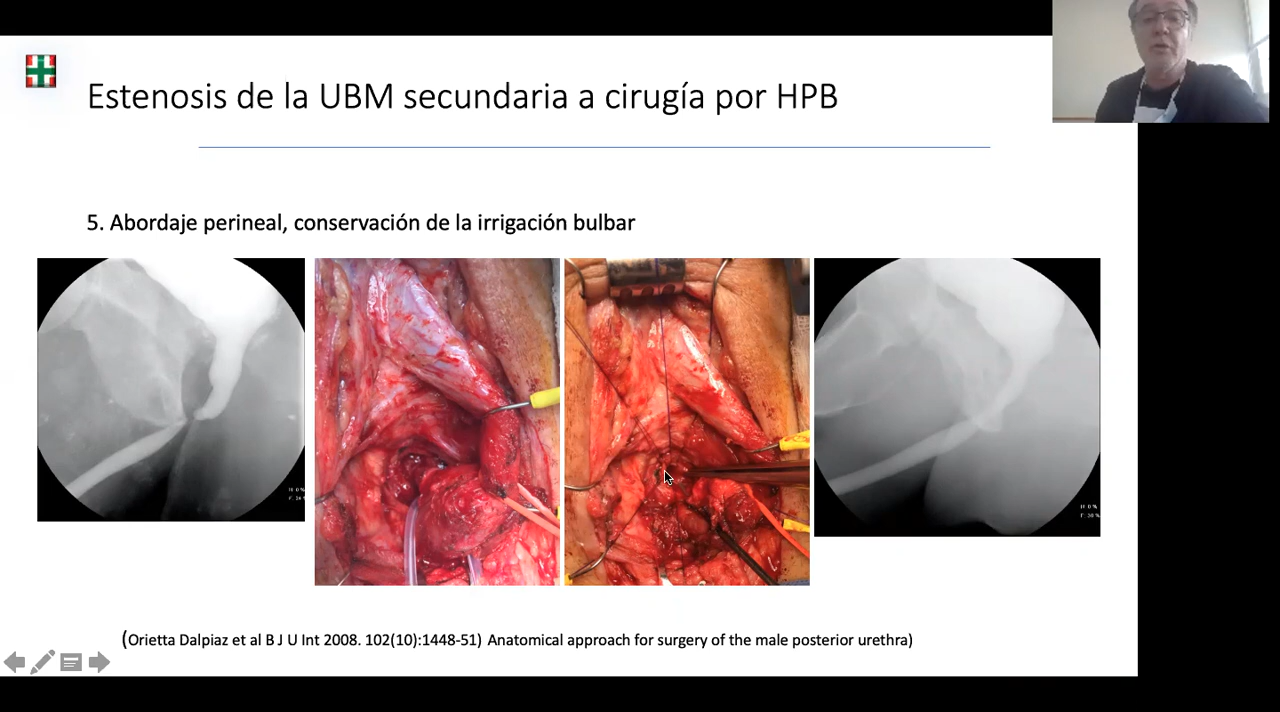 Estenosis de la UBM secundaria a cirugía por HPB
5. Abordaje perineal, conservación de la irrigación bulbar
(Orietta Dalpiaz et al B J U Int 2008. 102(10):1448-51) Anatomical approach for surgery of the male posterior urethra)